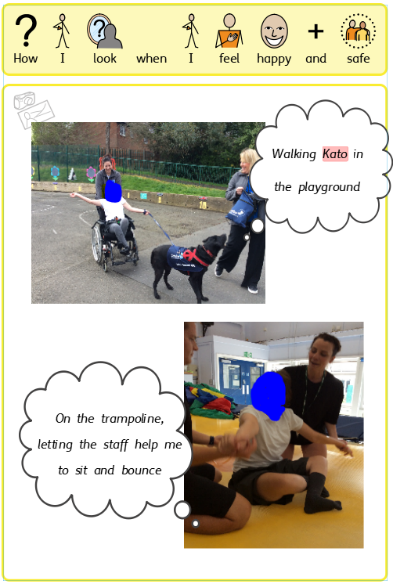 How I look when I feel happy and safe
Walking Kato in
the playground
On the trampoline,
letting the staff help me
to sit and bounce